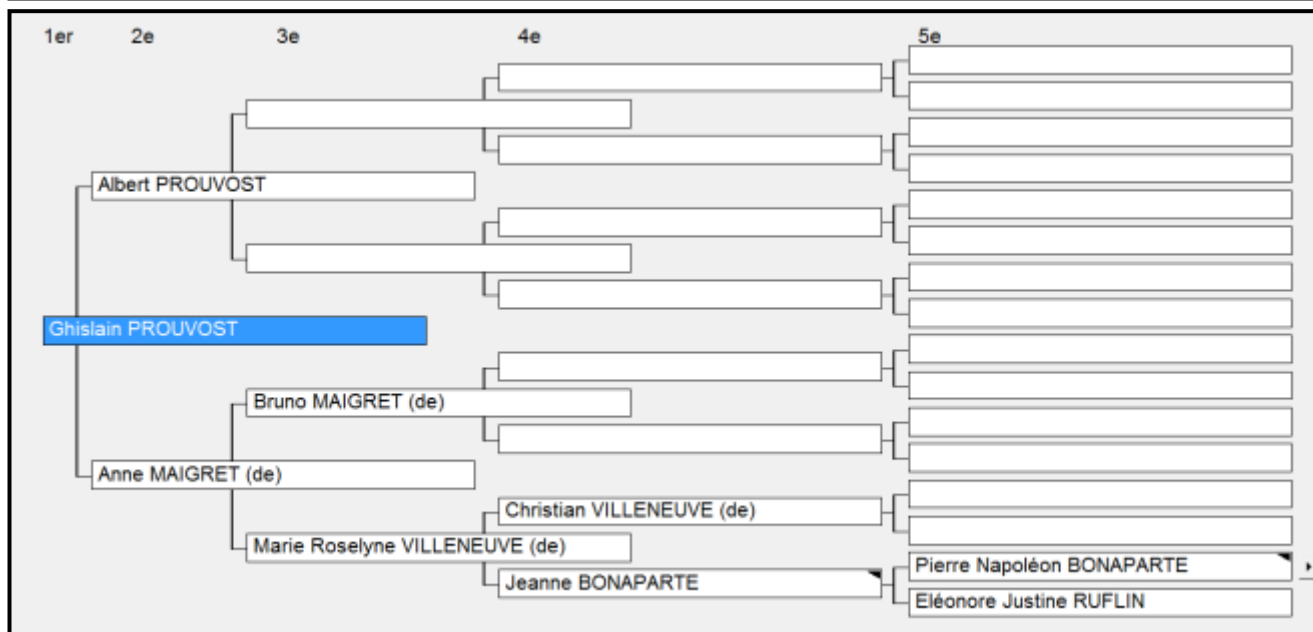 1er 2e 3e 4e 5e
Albert PROUVOST
Ghislain PROUVOST
Bruno MAIGRET (de)
Anne MAIGRET (de)
Christian VILLENEUVE (de)
Marie Roselyne VILLENEUVE (de)
Pierre Napoléon BONAPARTE
Jeanne BONAPARTE
Eléonore Justine RUFLIN